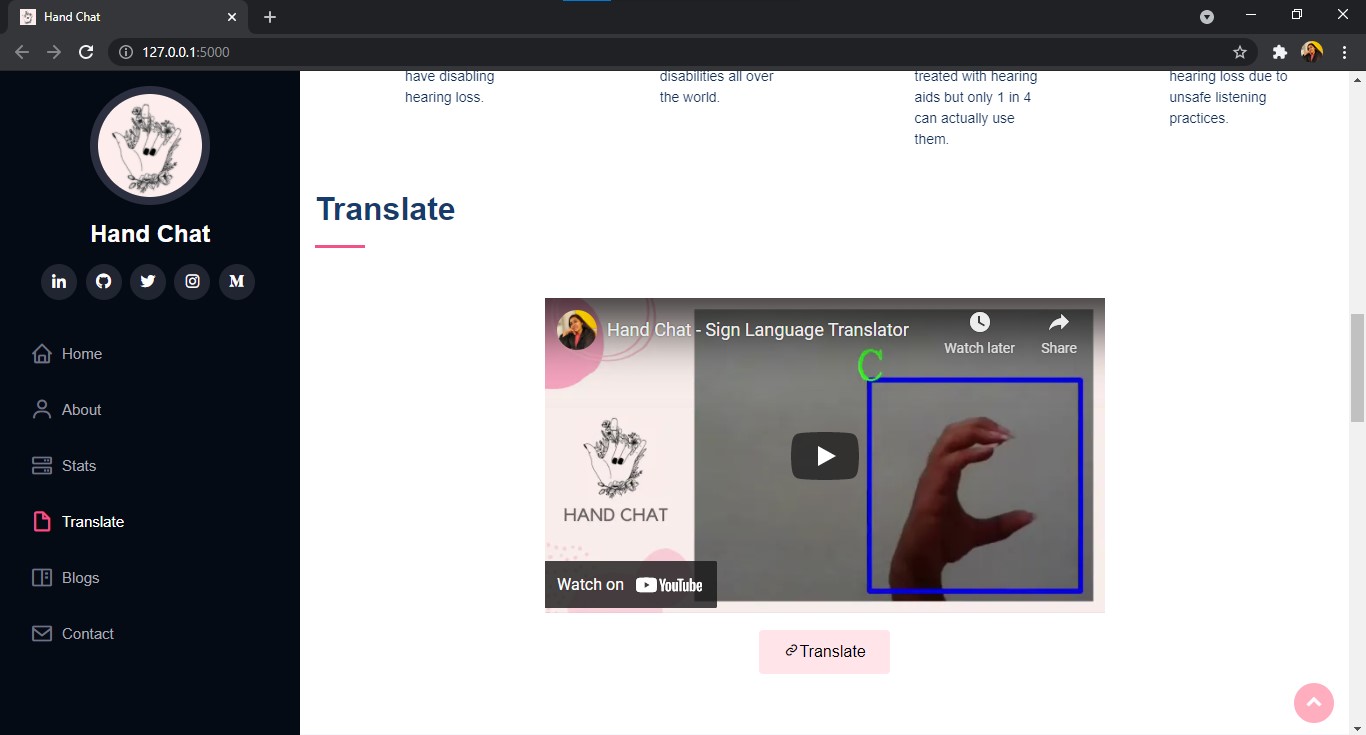 Hand Chat
127.0.0.1:5000
Hand Chat
in
M
Home
About
Stats
Translate
Blogs
Contact
have disabling
hearing loss.
disabilities all over
the world.
treated with hearing
aids but only 1 in 4
can actually use
them.
hearing loss due to
unsafe listening
practices.
Translate
Hand Chat - Sign Language Translator
Watch later
Share
C
HAND CHAT
Watch on YouTube
Translate